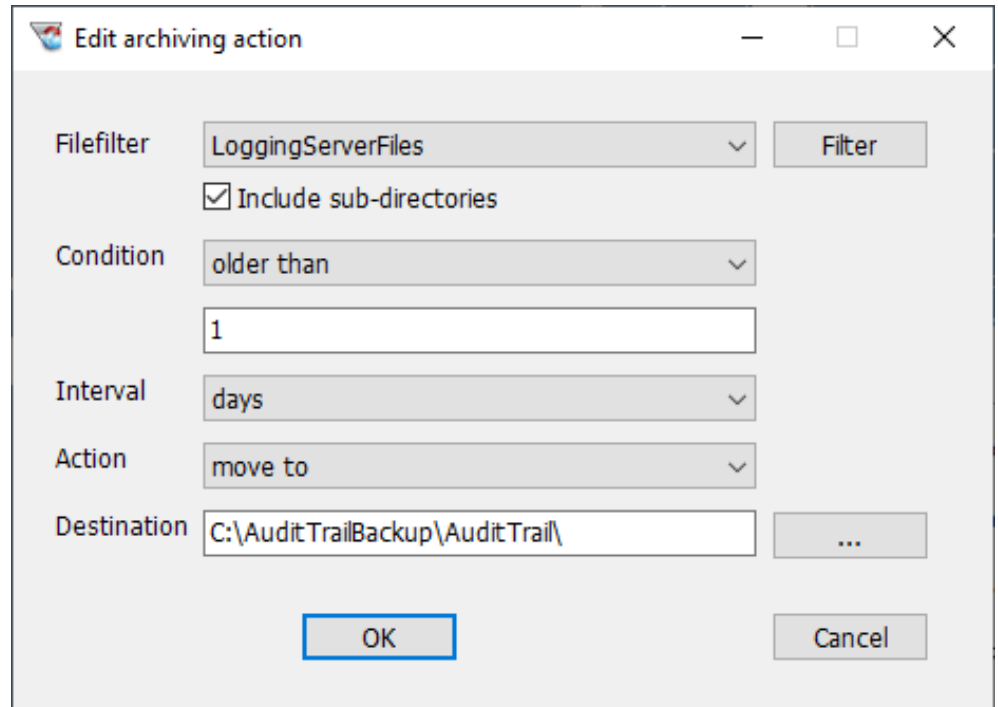 Edit archiving action
Filefilter LoggingServerFiles Filter
Include sub-directories
Condition older than
1
Interval days
Action move to
Destination C:\AuditTrailBackup\AuditTrail\ ...
OK Cancel